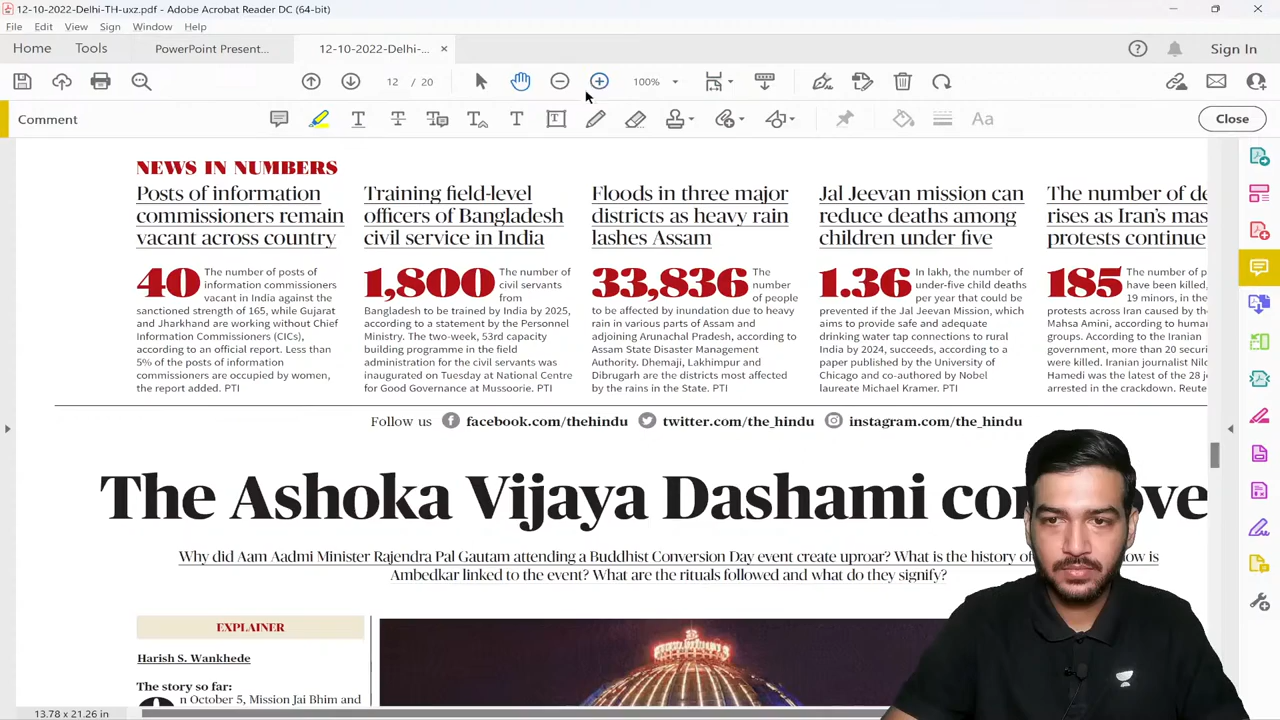 12-10-2022-Delhi-TH-uxz.pdf - Adobe Acrobat Reader DC (64-bit)
File Edit View Sign Window Help
Home Tools PowerPoint Present... 12-10-2022-Delhi-... × Sign In
12 / 20 100%
Comment Close
NEWS IN NUMBERS
Posts of information
commissioners remain
vacant across country
40 The number of posts of
information commissioners
vacant in India against the
sanctioned strength of 165, while Gujarat
and Jharkhand are working without Chief
Information Commissioners (CICs),
according to an official report. Less than
5% of the posts of information
commissioners are occupied by women,
the report added. PTI
Training field-level
officers of Bangladesh
civil service in India
1,800 The number of
civil servants
from
Bangladesh to be trained by India by 2025,
according to a statement by the Personnel
Ministry. The two-week, 53rd capacity
building programme in the field
administration for the civil servants was
inaugurated on Tuesday at National Centre
for Good Governance at Mussoorie. PTI
Floods in three major
districts as heavy rain
lashes Assam
33,836 The
number
of people
to be affected by inundation due to heavy
rain in various parts of Assam and
adjoining Arunachal Pradesh, according to
Assam State Disaster Management
Authority. Dhemaji, Lakhimpur and
Dibrugarh are the districts most affected
by the rains in the State. PTI
Jal Jeevan mission can
reduce deaths among
children under five
1.36 In lakh, the number of
under-five child deaths
per year that could be
prevented if the Jal Jeevan Mission, which
aims to provide safe and adequate
drinking water tap connections to rural
India by 2024, succeeds, according to a
paper published by the University of
Chicago and co-authored by Nobel
laureate Michael Kramer. PTI
The number of de
rises as Iran's mas
protests continue
185 The number of p
have been killed,
19 minors, in the
protests across Iran caused by the
Mahsa Amini, according to human
groups. According to the Iranian
government, more than 20 securi
were killed. Iranian journalist Nil
Hamedi was the latest of the 28 jo
arrested in the crackdown. Reute
Follow us facebook.com/thehindu twitter.com/the_hindu instagram.com/the_hindu
The Ashoka Vijaya Dashami con ove
Why did Aam Aadmi Minister Rajendra Pal Gautam attending a Buddhist Conversion Day event create uproar? What is the history of ow is
Ambedkar linked to the event? What are the rituals followed and what do they signify?
EXPLAINER
Harish S. Wankhede
The story so far:
n October 5, Mission Jai Bhim and
13.78 x 21.26 in